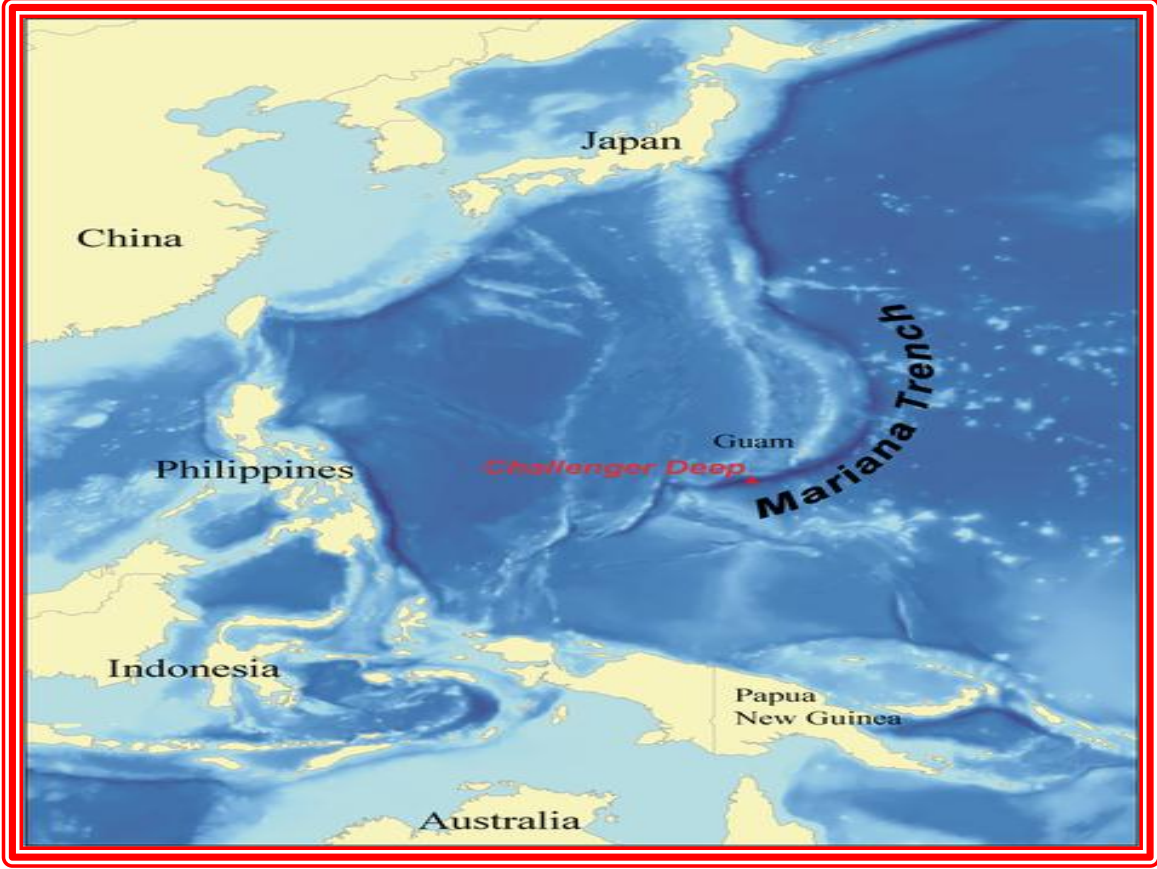 Japan
China
Mariana Trench
Guam
Challenger Deep
Philippines
Indonesia
Papua
New Guinea
Australia